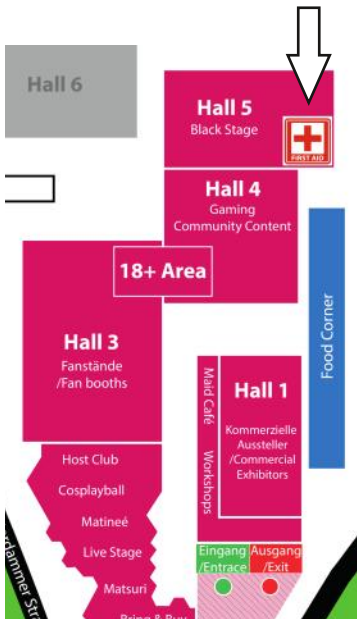 Hall 6
Hall 5
Black Stage
FIRST AID
Hall 4
Gaming
Community Content
18+ Area
Food Corner
Hall 3
Fanstände
/Fan booths
Maid Café
Workshops
Hall 1
Kommerzielle
Aussteller
/Commercial
Exhibitors
Host Club
Cosplayball
Matineé
Live Stage
Matsuri
Bring & Buy
Eingang
/Entrace
Ausgang
/Exit